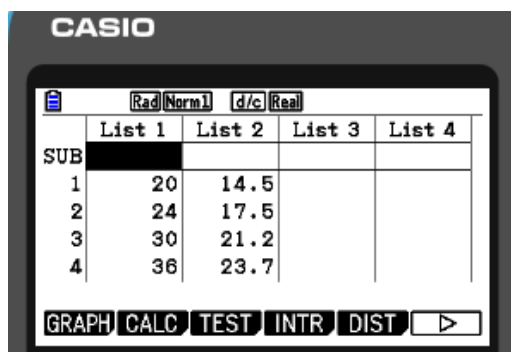 CASIO
Rad Norm1 d/c Real
List 1 List 2 List 3 List 4
SUB
1 20 14.5
2 24 17.5
3 30 21.2
4 36 23.7
GRAPH CALC TEST INTR DIST ▷